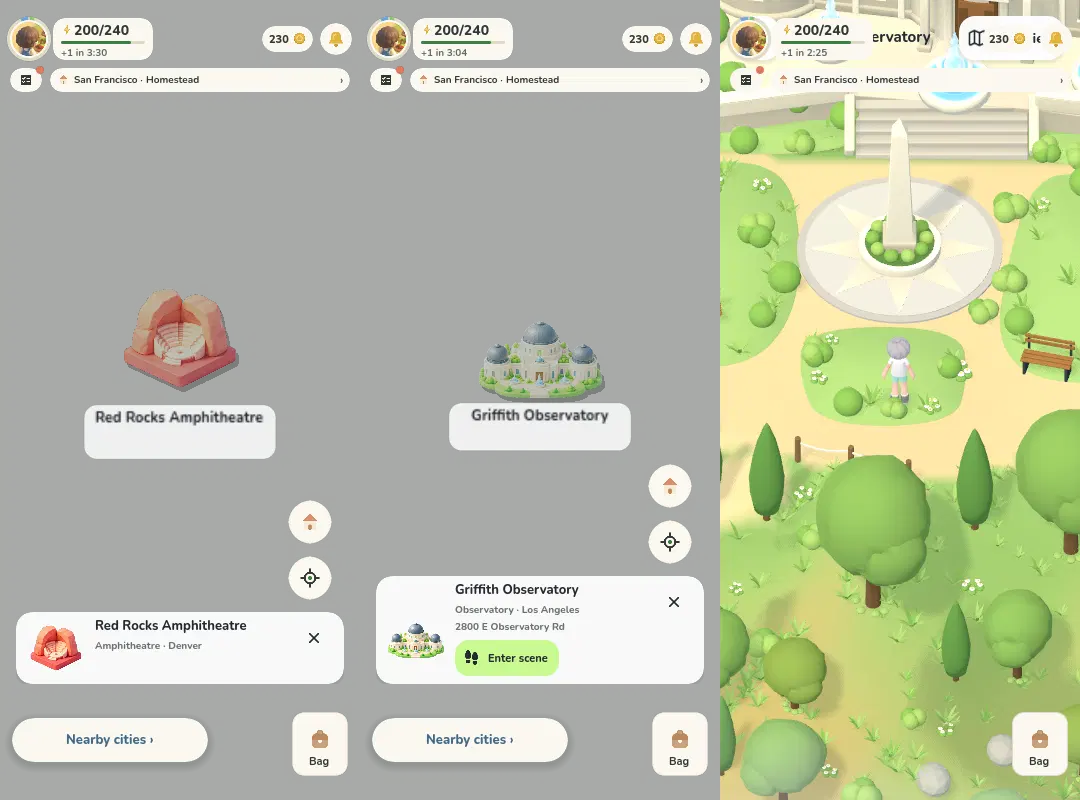 200/240
+1 in 3:30
230
San Francisco · Homestead ›
Red Rocks Amphitheatre
Red Rocks Amphitheatre
Amphitheatre · Denver
Nearby cities ›
Bag
200/240
+1 in 3:04
230
San Francisco · Homestead ›
Griffith Observatory
Griffith Observatory
Observatory · Los Angeles
2800 E Observatory Rd
Enter scene
Nearby cities ›
Bag
200/240
+1 in 2:25
ervatory
230
San Francisco · Homestead ›
Bag